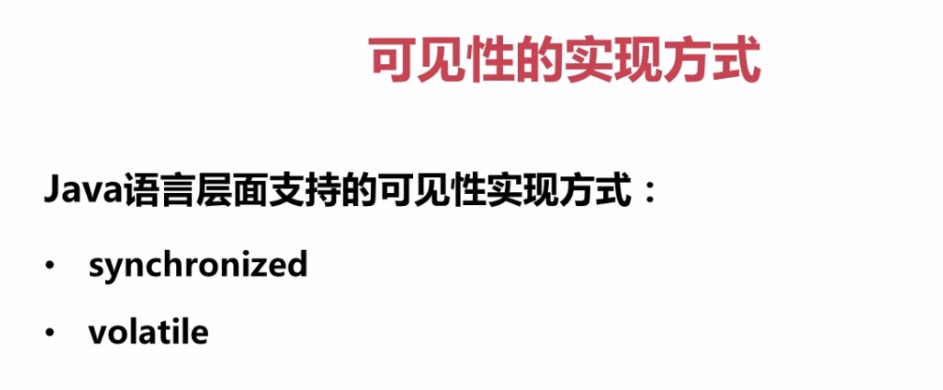 可见性的实现方式
Java语言层面支持的可见性实现方式：
• synchronized
• volatile